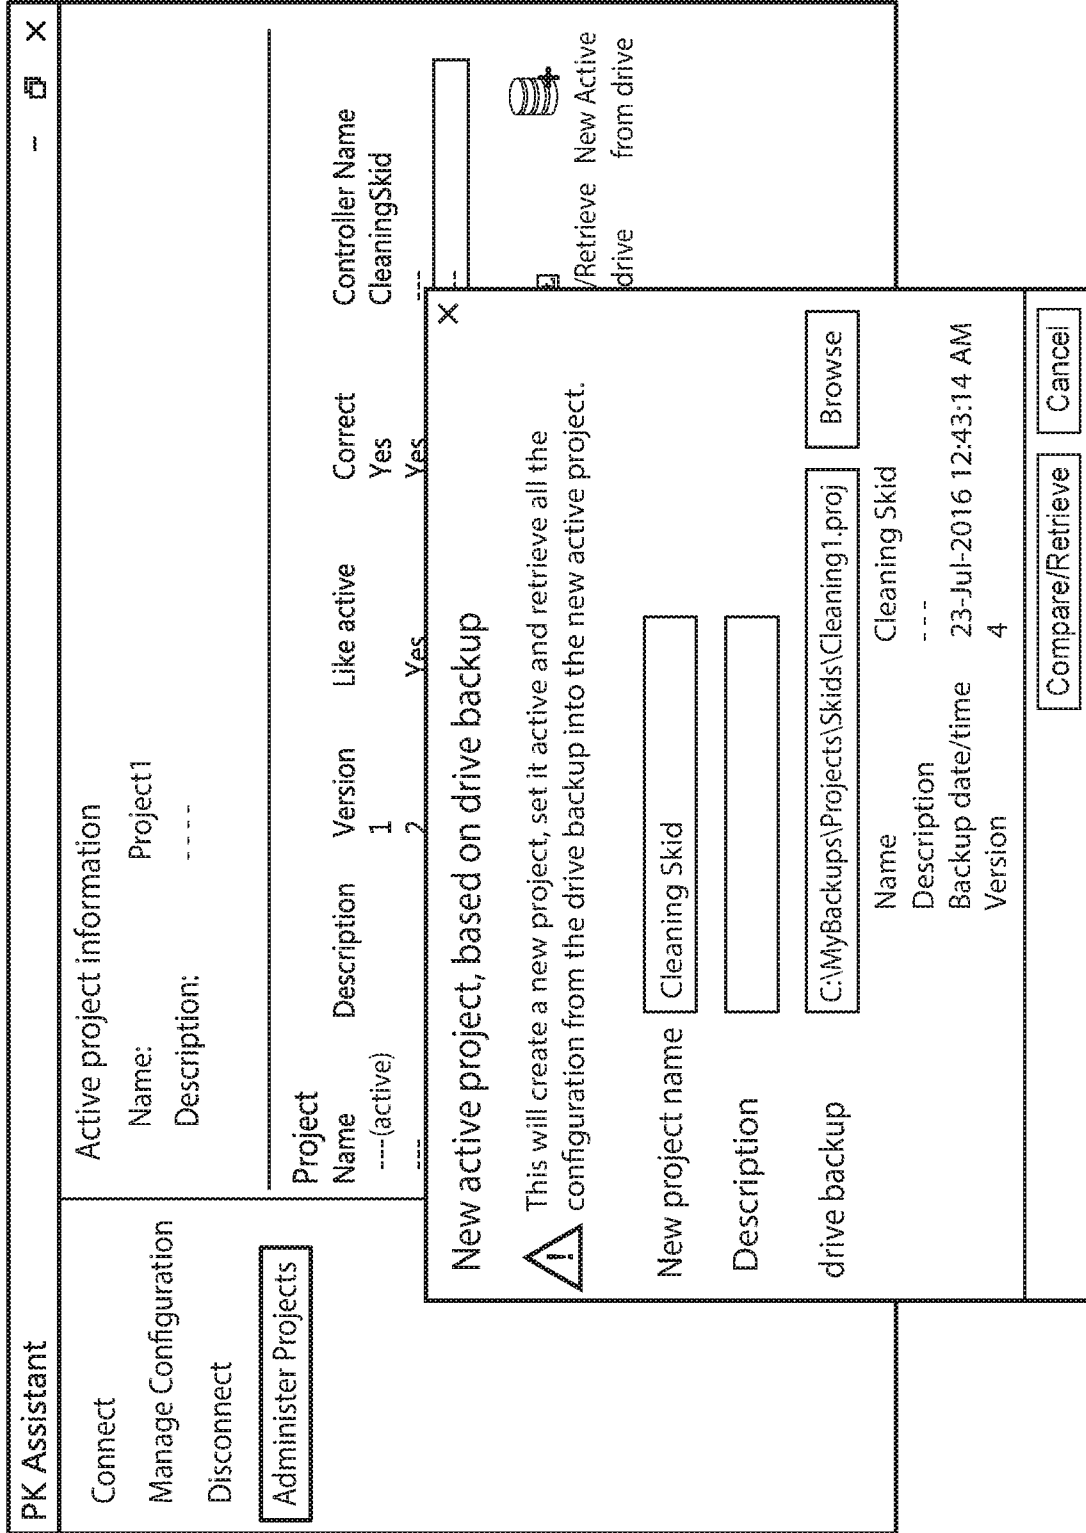 PK Assistant
Connect
Manage Configuration
Disconnect
Administer Projects
Active project information
Name: Project1
Description: ----
Project
Name Description Version Like active Correct Controller Name
---(active) 1 Yes CleaningSkid
--- 2 Yes Yes ---
---
/Retrieve New Active
drive from drive
New active project, based on drive backup
This will create a new project, set it active and retrieve all the
configuration from the drive backup into the new active project.
New project name Cleaning Skid
Description
drive backup C:\MyBackups\Projects\Skids\Cleaning1.proj Browse
Name Cleaning Skid
Description ---
Backup date/time 23-Jul-2016 12:43:14 AM
Version 4
Compare/Retrieve Cancel